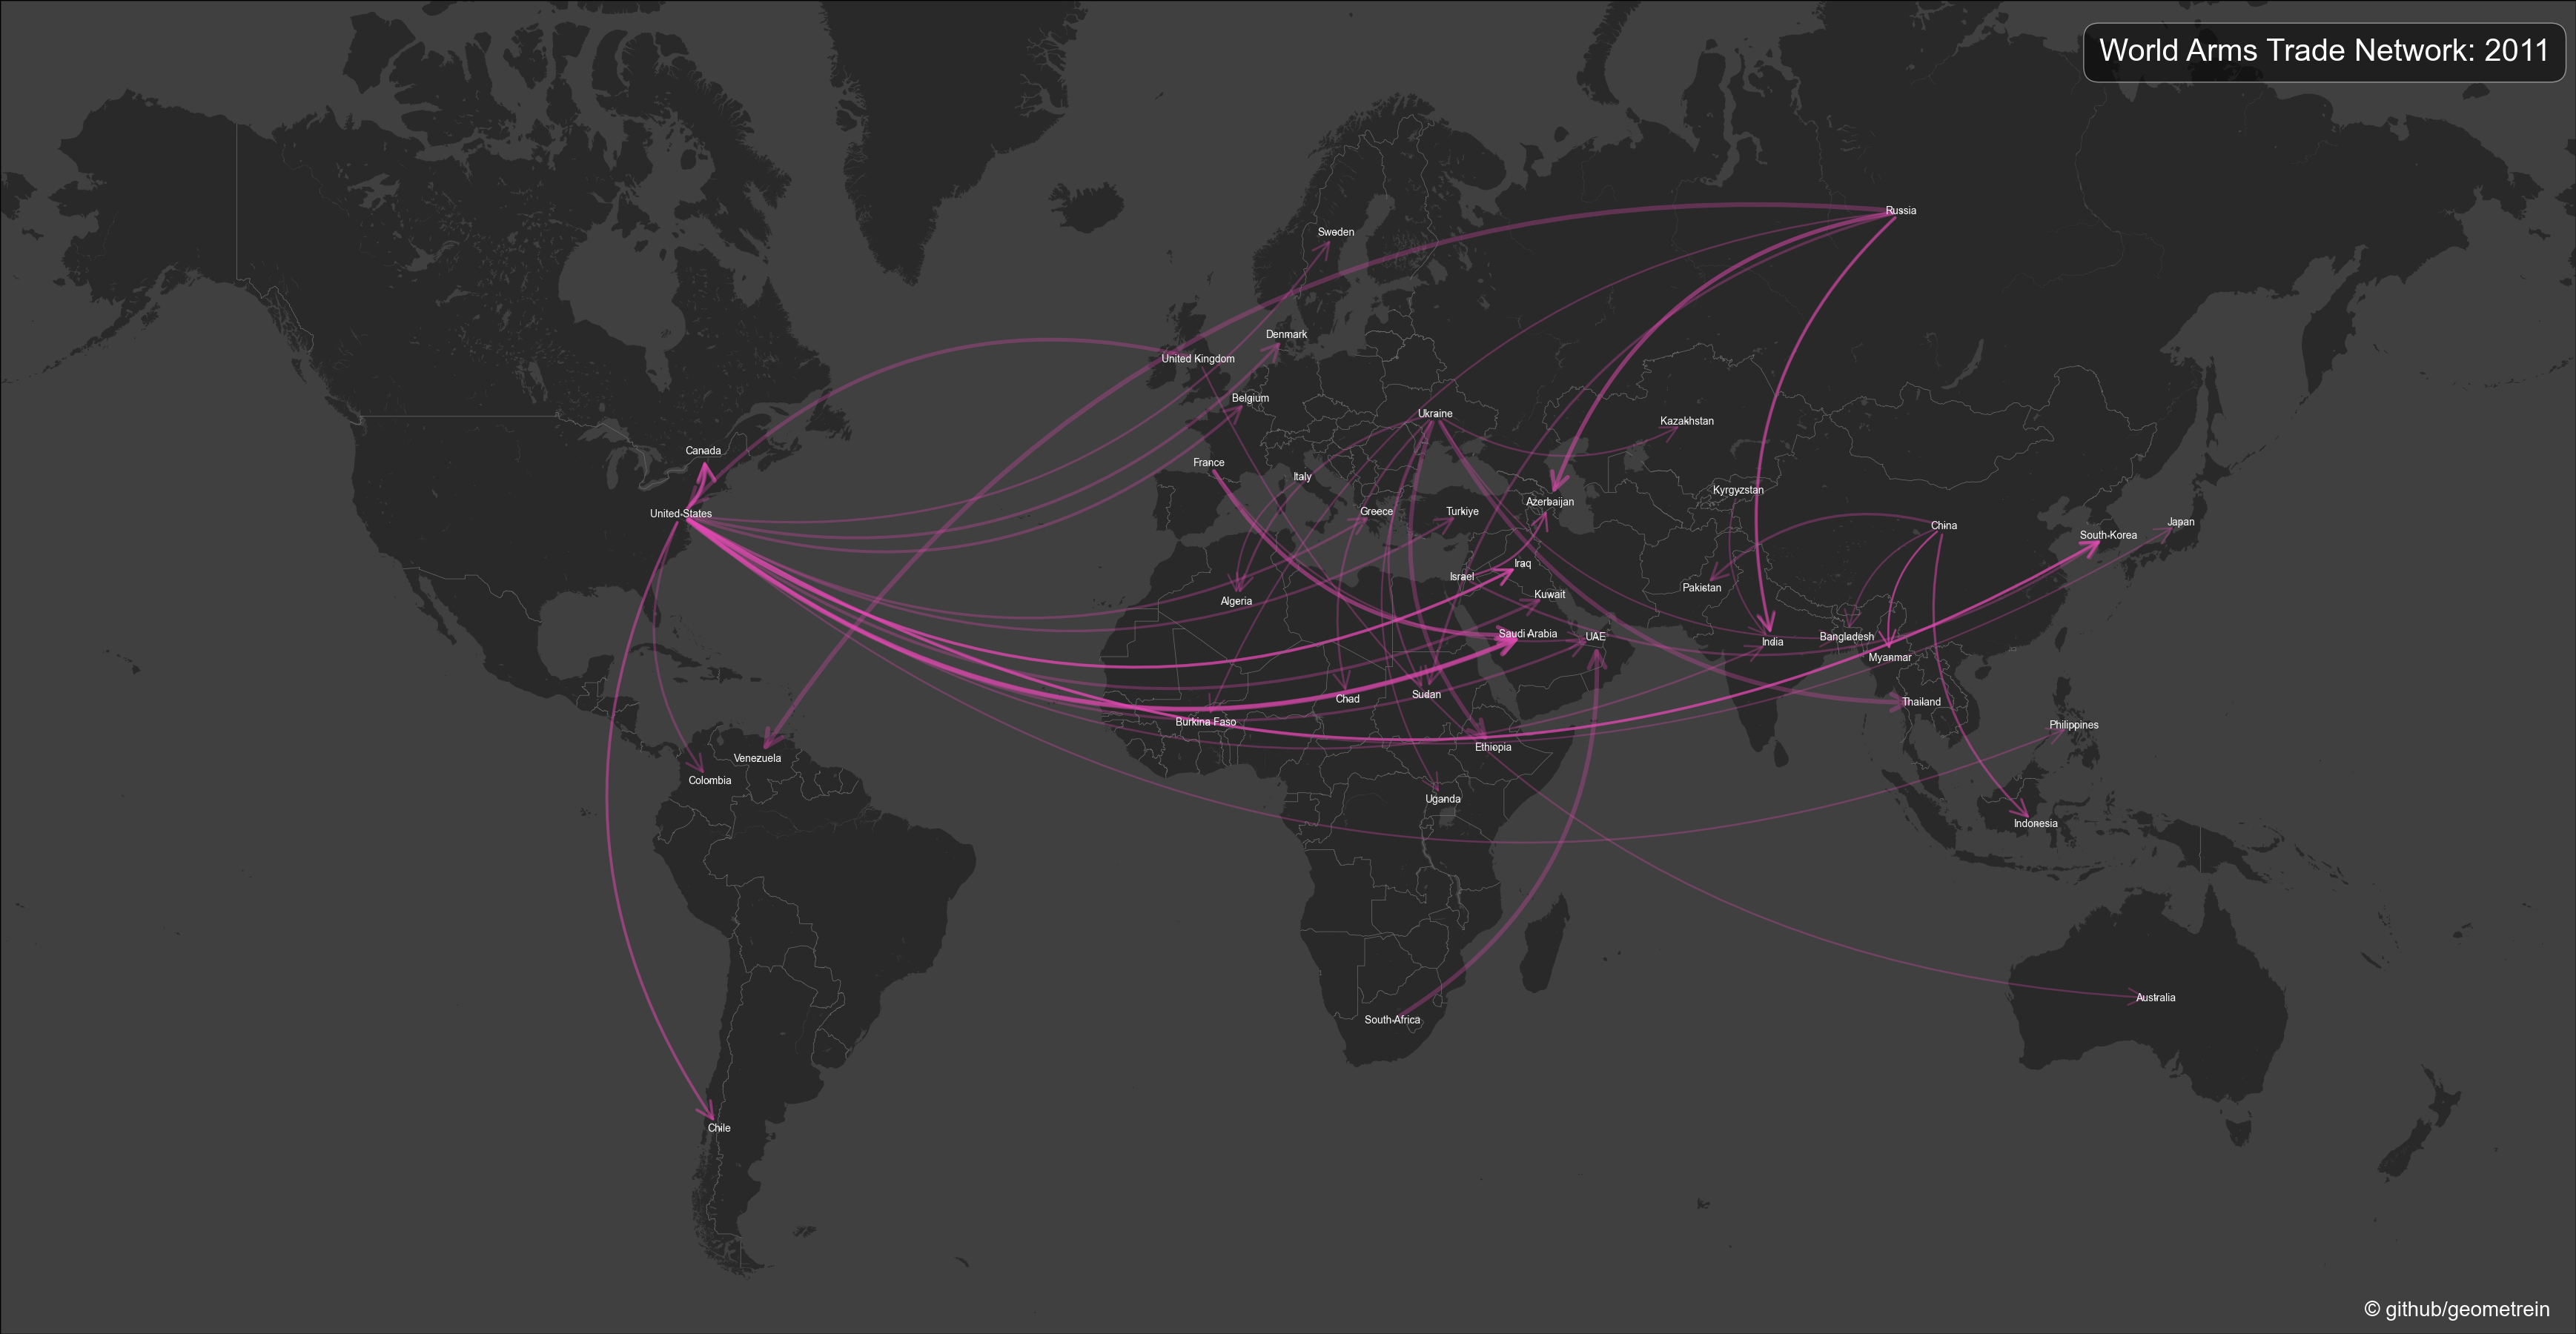 World Arms Trade Network: 2011
Russia
Sweden
Denmark
United Kingdom
Belgium
Ukraine
Kazakhstan
Canada
France
Italy
Kyrgyzstan
Azerbaijan
United States
Greece
Turkiye
Japan
China
South Korea
Iraq
Israel
Pakistan
Kuwait
Algeria
Saudi Arabia
UAE
Bangladesh
India
Myanmar
Sudan
Chad
Thailand
Burkina Faso
Philippines
Ethiopia
Venezuela
Colombia
Uganda
Indonesia
Australia
South Africa
Chile
© github/geometrein